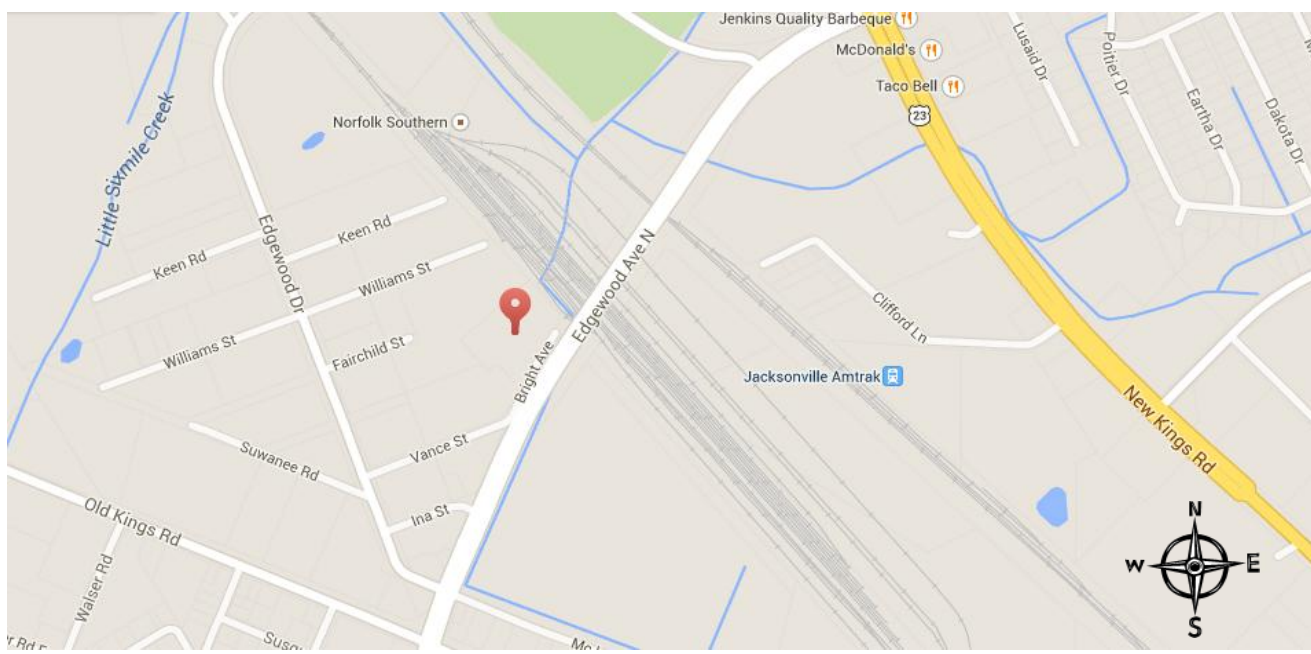 Jenkins Quality Barbeque
McDonald's
Taco Bell
23
Lusaid Dr
Poitier Dr
Eartha Dr
Dakota Dr
Norfolk Southern
Little Sixmile Creek
Keen Rd
Keen Rd
Edgewood Dr
Williams St
Williams St
Fairchild St
Edgewood Ave N
Bright Ave
Clifford Ln
Jacksonville Amtrak
New Kings Rd
Vance St
Suwanee Rd
Ina St
Old Kings Rd
Walser Rd
N
W
E
S